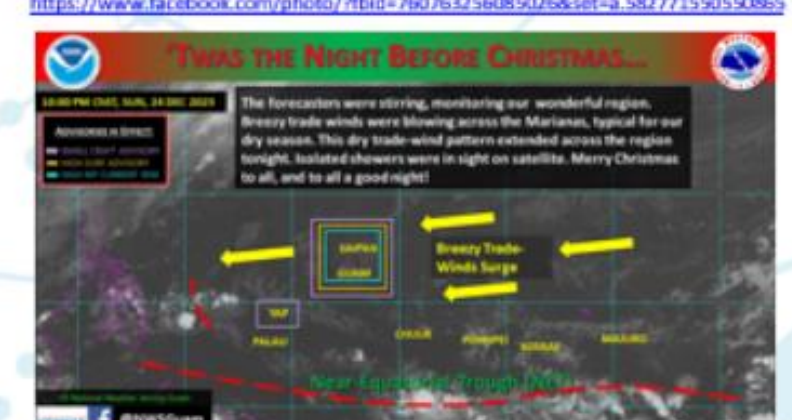 'TWAS THE NIGHT BEFORE CHRISTMAS...
10:00 PM ChST, SUN, 24 DEC 2023
The forecasters were stirring, monitoring our wonderful region.
Breezy trade winds were blowing across the Marianas, typical for our
dry season. This dry trade-wind pattern extended across the region
tonight. Isolated showers were in sight on satellite. Merry Christmas
to all, and to all a good night!
ADVISORIES IN EFFECT:
SMALL CRAFT ADVISORY
HIGH SURF ADVISORY
HIGH RIP CURRENT RISK
SAIPAN
GUAM
Breezy Trade-
Winds Surge
YAP
PALAU
CHUUK
POHNPEI
KOSRAE
MAJURO
Near-Equatorial Trough (NET)
@NWSGuam